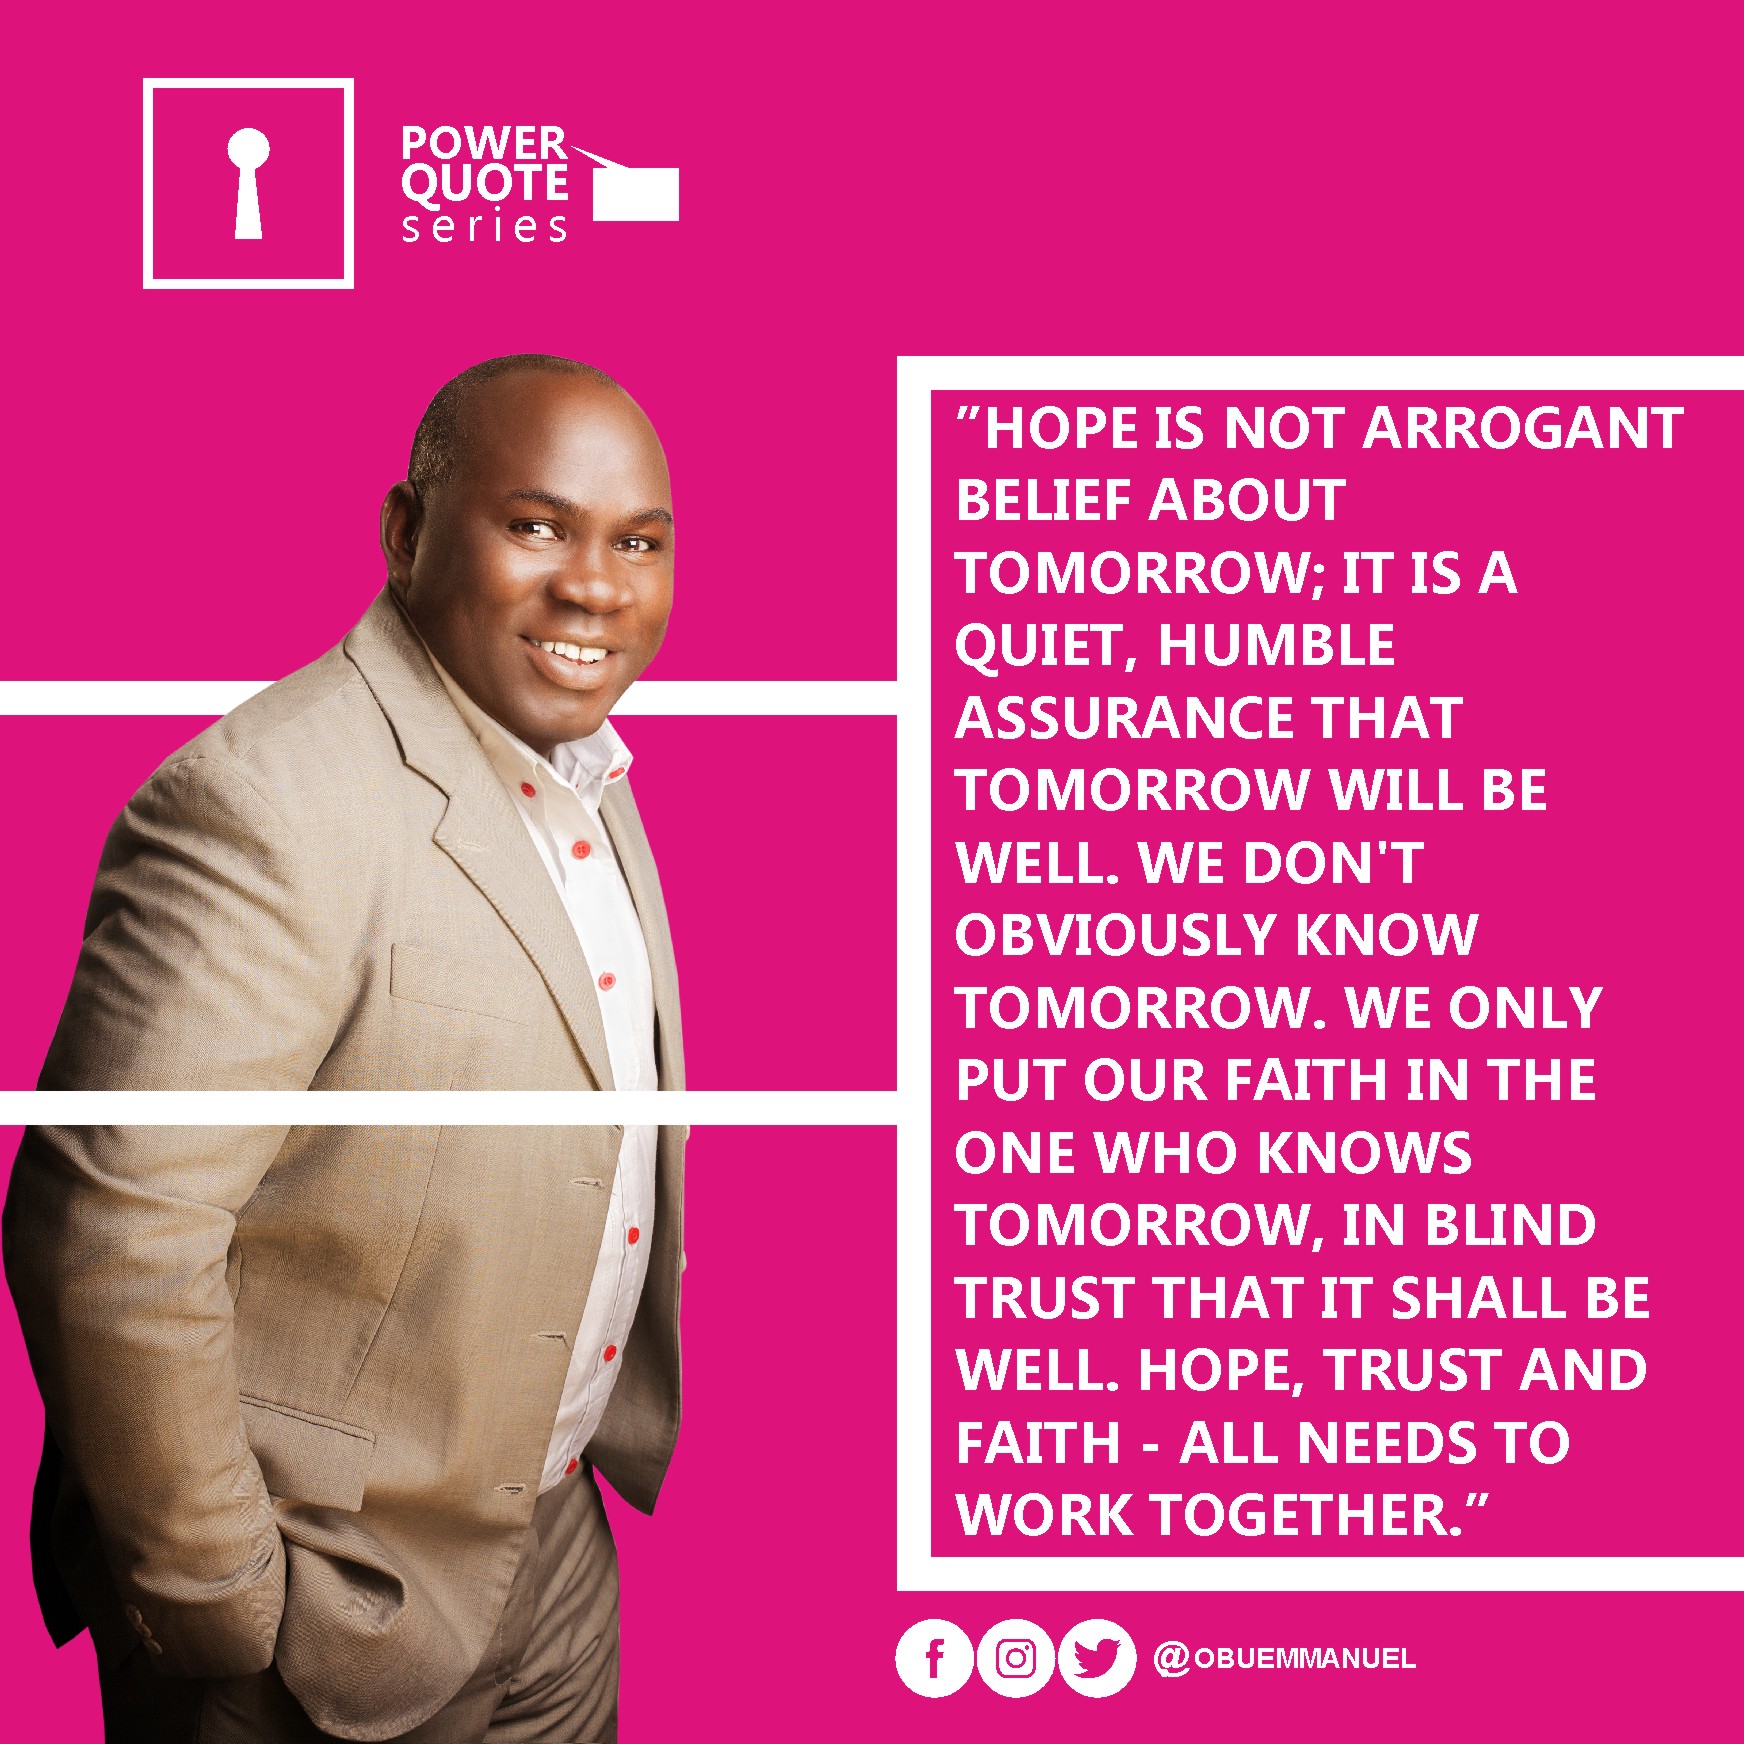 POWER
QUOTE
series
”HOPE IS NOT ARROGANT
BELIEF ABOUT
TOMORROW; IT IS A
QUIET, HUMBLE
ASSURANCE THAT
TOMORROW WILL BE
WELL. WE DON'T
OBVIOUSLY KNOW
TOMORROW. WE ONLY
PUT OUR FAITH IN THE
ONE WHO KNOWS
TOMORROW, IN BLIND
TRUST THAT IT SHALL BE
WELL. HOPE, TRUST AND
FAITH - ALL NEEDS TO
WORK TOGETHER.”
@OBUEMMANUEL